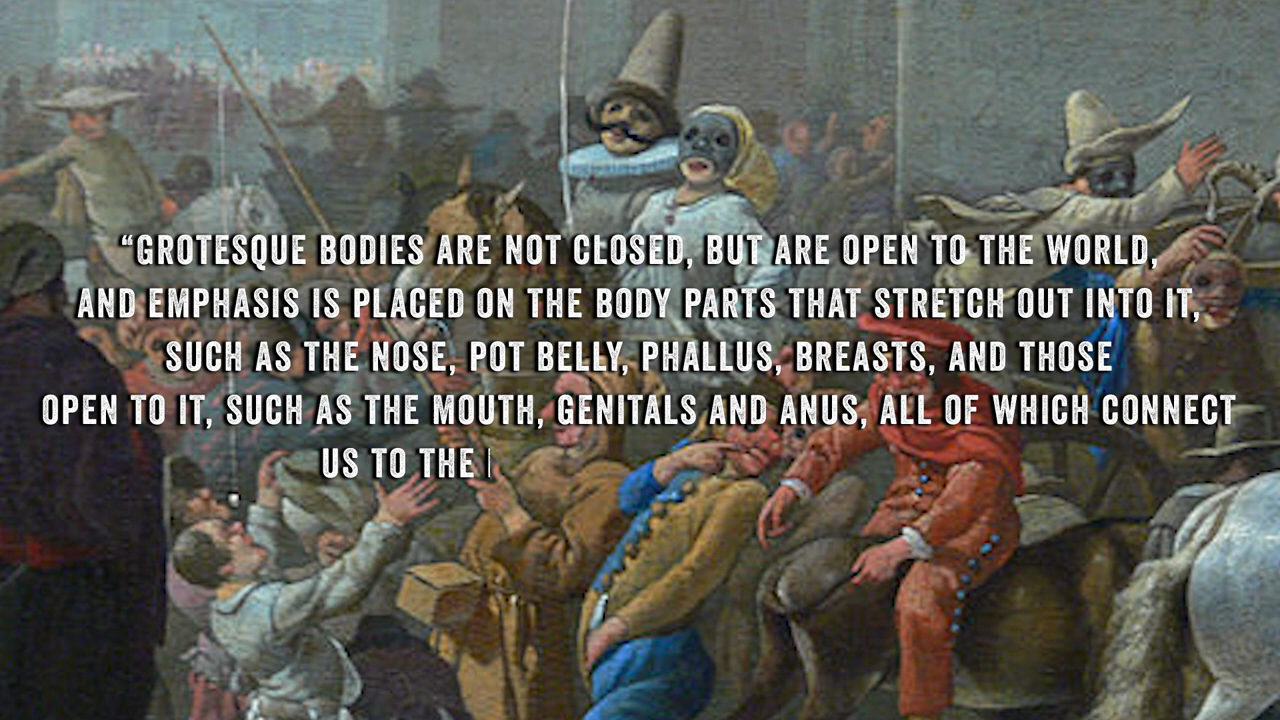 “GROTESQUE BODIES ARE NOT CLOSED, BUT ARE OPEN TO THE WORLD,
AND EMPHASIS IS PLACED ON THE BODY PARTS THAT STRETCH OUT INTO IT,
SUCH AS THE NOSE, POT BELLY, PHALLUS, BREASTS, AND THOSE
OPEN TO IT, SUCH AS THE MOUTH, GENITALS AND ANUS, ALL OF WHICH CONNECT
US TO THE